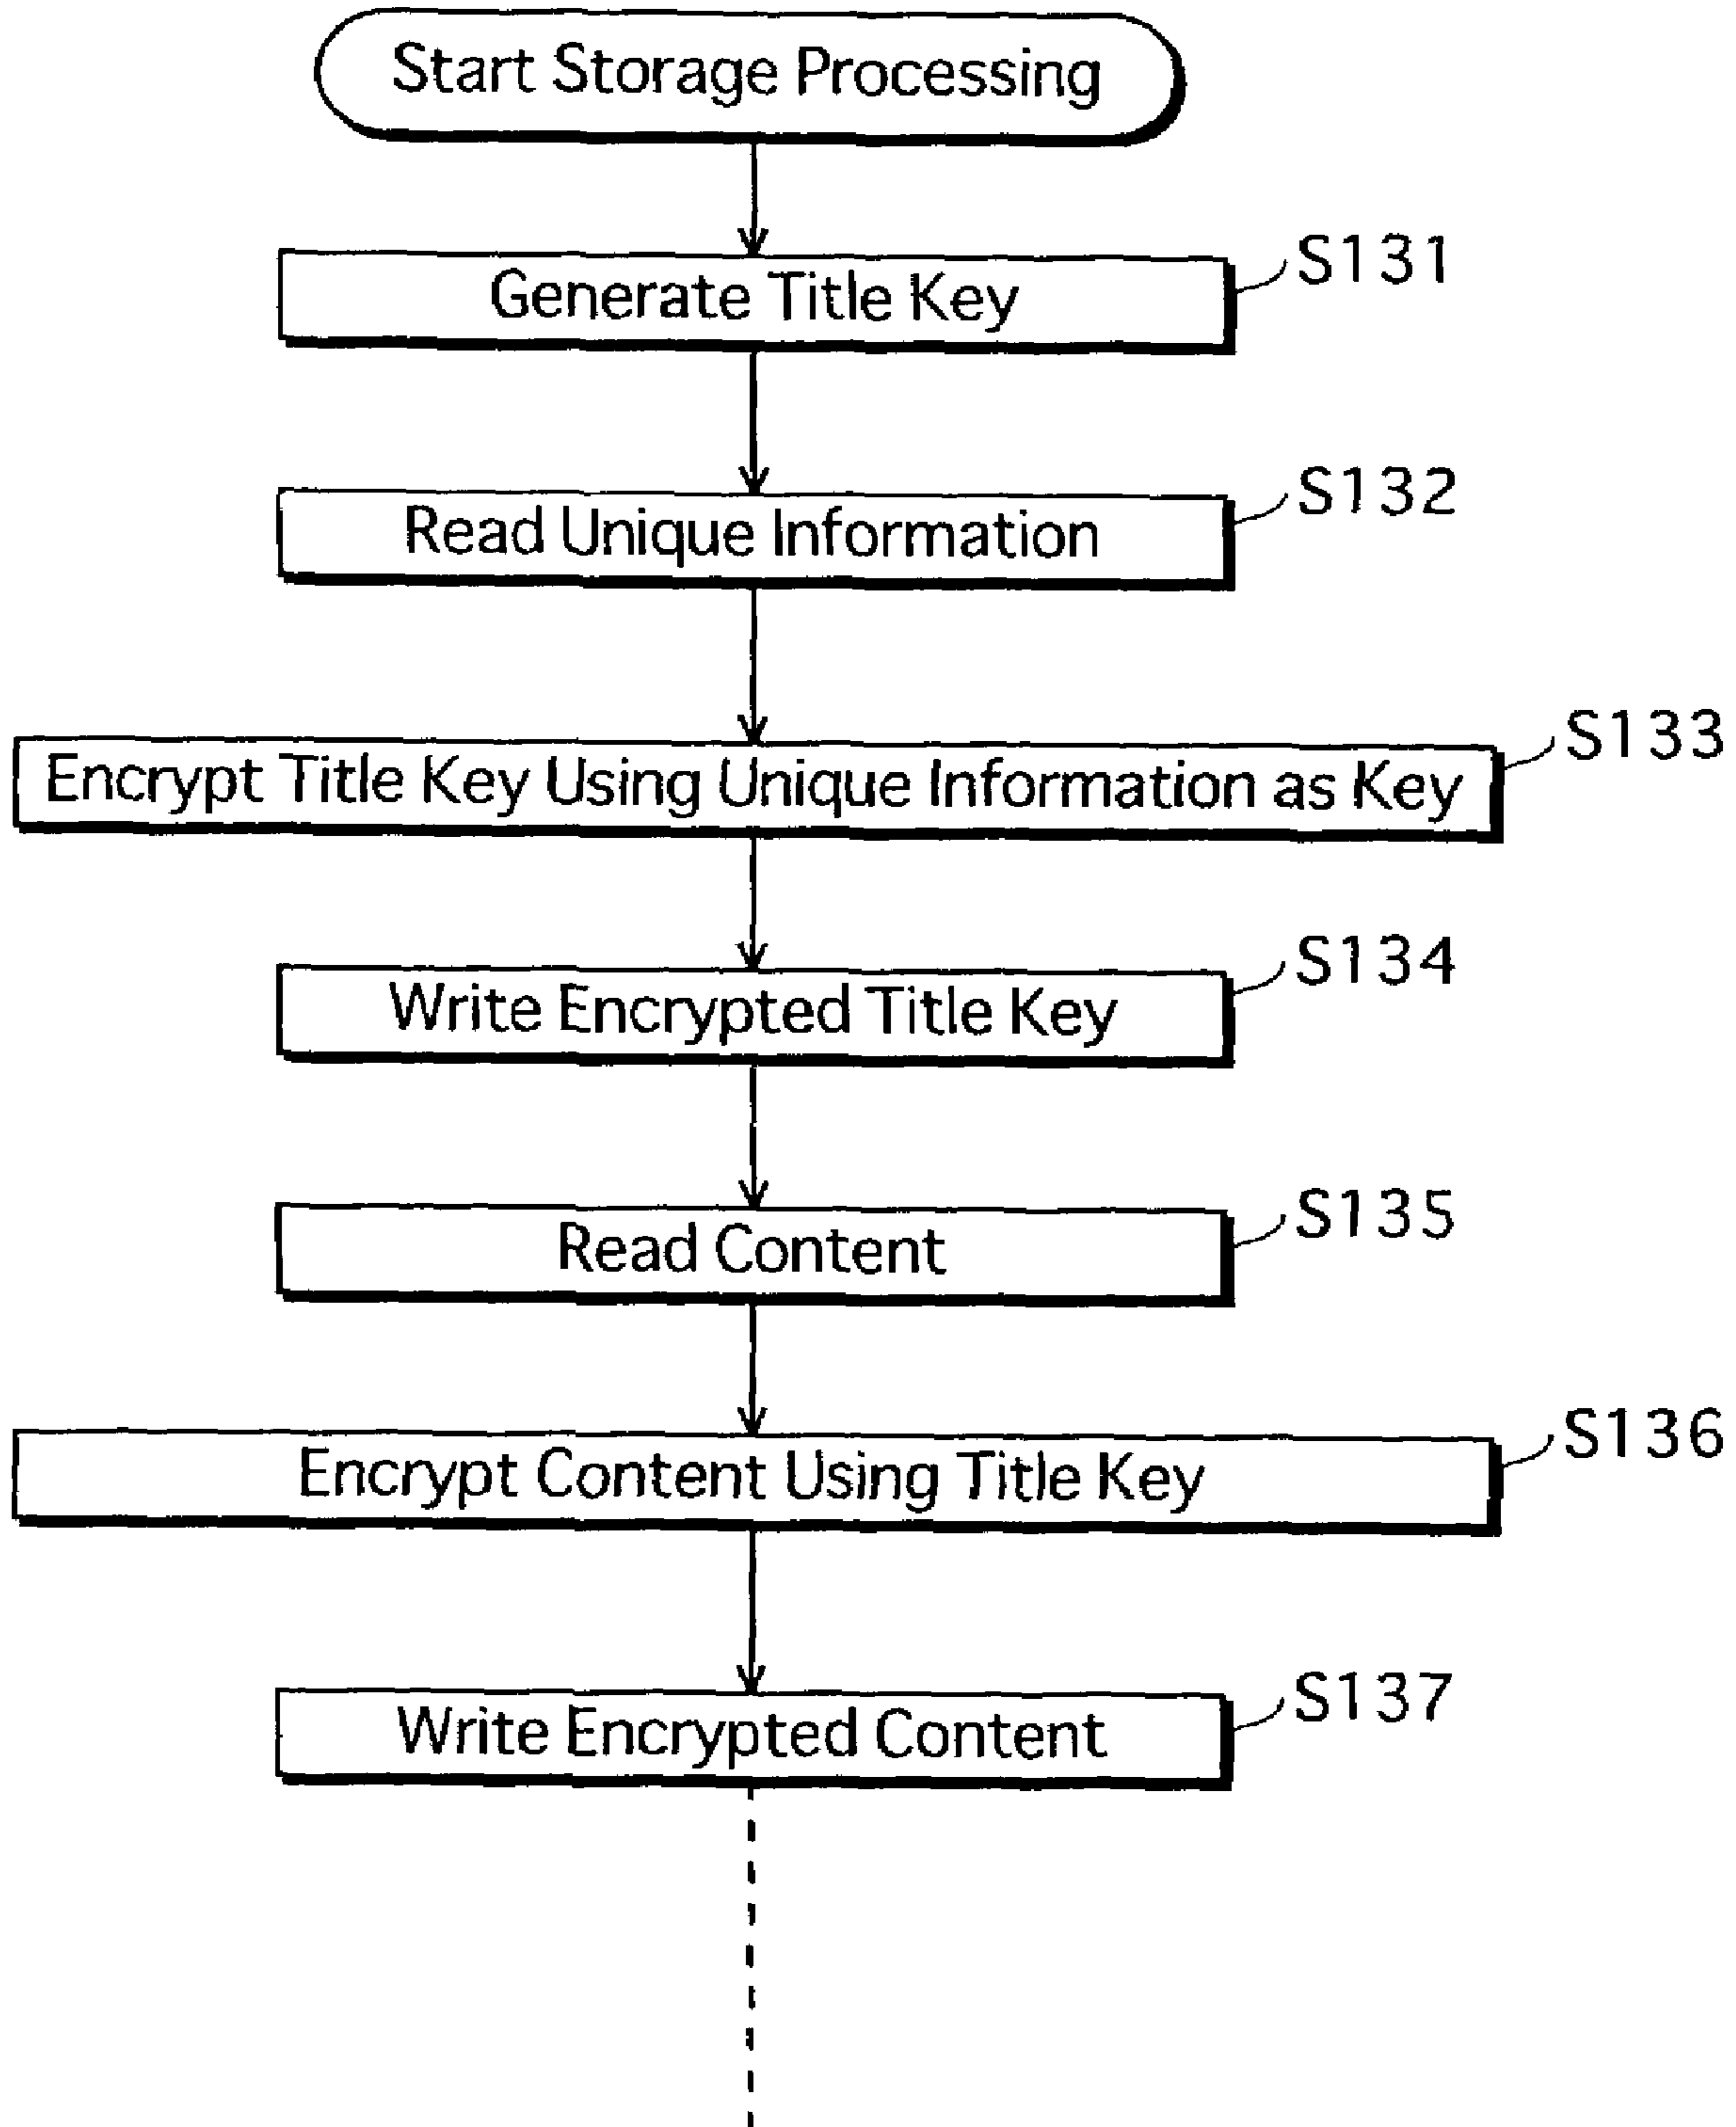 Start Storage Processing
S131
Generate Title Key
S132
Read Unique Information
S133
Encrypt Title Key Using Unique Information as Key
S134
Write Encrypted Title Key
S135
Read Content
S136
Encrypt Content Using Title Key
S137
Write Encrypted Content